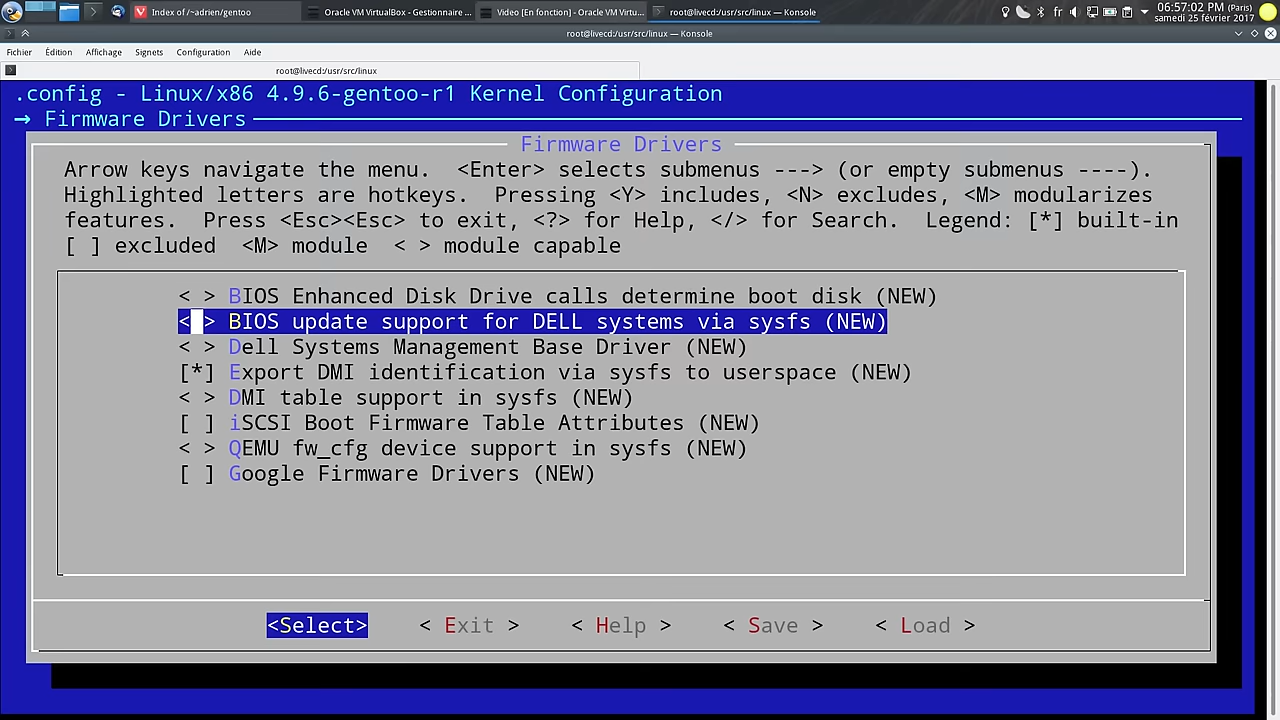 Index of /~adrien/gentoo
Oracle VM VirtualBox - Gestionnaire ...
Video [En fonction] - Oracle VM Virtu...
root@livecd:/usr/src/linux — Konsole
fr
06:57:02 PM (Paris)
samedi 25 février 2017
root@livecd:/usr/src/linux — Konsole
Fichier Édition Affichage Signets Configuration Aide
root@livecd:/usr/src/linux
.config - Linux/x86 4.9.6-gentoo-r1 Kernel Configuration
→ Firmware Drivers
Firmware Drivers
Arrow keys navigate the menu.  <Enter> selects submenus ---> (or empty submenus ----).
Highlighted letters are hotkeys.  Pressing <Y> includes, <N> excludes, <M> modularizes
features.  Press <Esc><Esc> to exit, <?> for Help, </> for Search.  Legend: [*] built-in
[ ] excluded  <M> module  < > module capable
< > BIOS Enhanced Disk Drive calls determine boot disk (NEW)
< > BIOS update support for DELL systems via sysfs (NEW)
< > Dell Systems Management Base Driver (NEW)
[*] Export DMI identification via sysfs to userspace (NEW)
< > DMI table support in sysfs (NEW)
[ ] iSCSI Boot Firmware Table Attributes (NEW)
< > QEMU fw_cfg device support in sysfs (NEW)
[ ] Google Firmware Drivers (NEW)
<Select> < Exit > < Help > < Save > < Load >